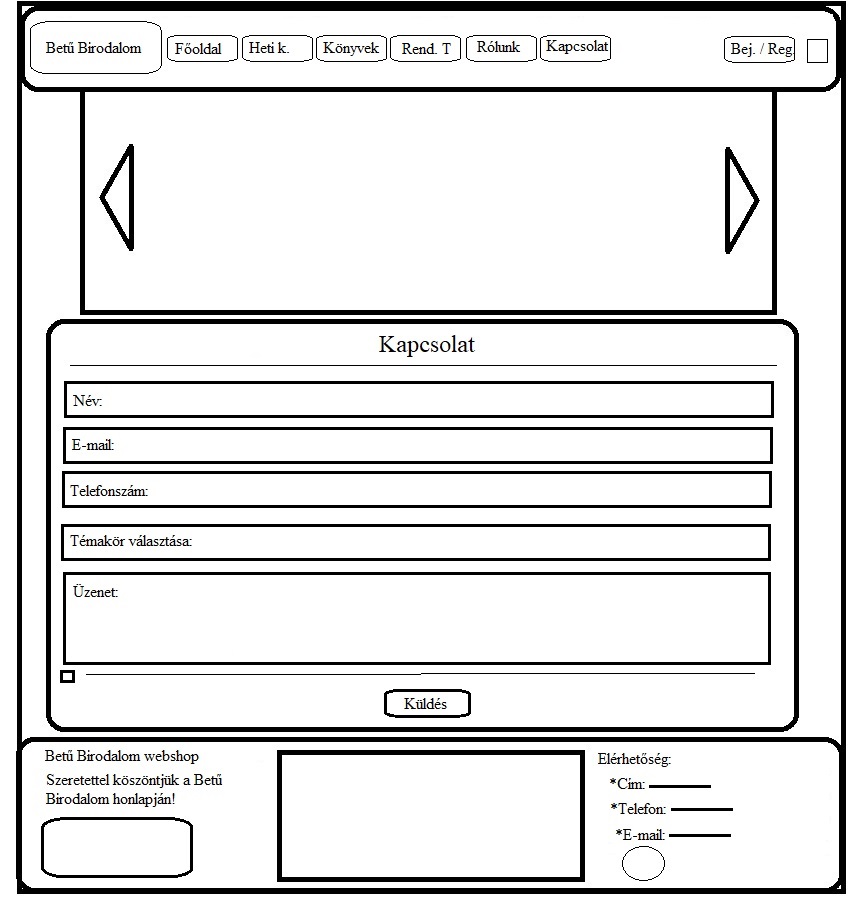 Betű Birodalom
Főoldal
Heti k.
Könyvek
Rend. T
Rólunk
Kapcsolat
Bej. / Reg.
Kapcsolat
Név:
E-mail:
Telefonszám:
Témakör választása:
Üzenet:
Küldés
Betű Birodalom webshop
Szeretettel köszöntjük a Betű
Birodalom honlapján!
Elérhetőség:
*Cím:
*Telefon:
*E-mail: